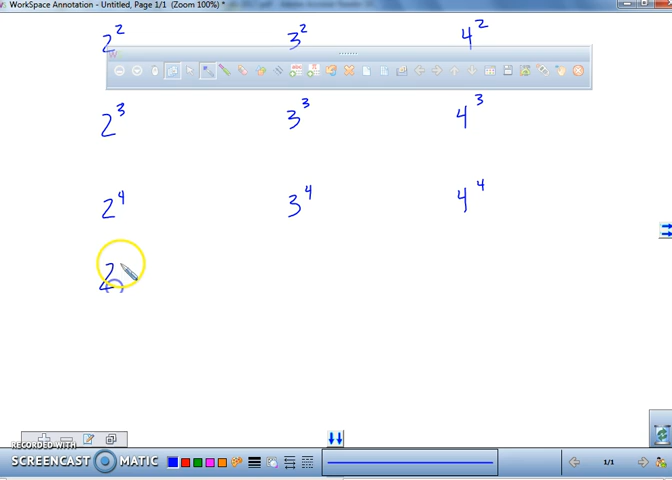 WorkSpace Annotation - Untitled, Page 1/1 (Zoom 100%) *
2² 3² 4²
2³ 3³ 4³
2⁴ 3⁴ 4⁴
2
RECORDED WITH
SCREENCAST MATIC
1/1